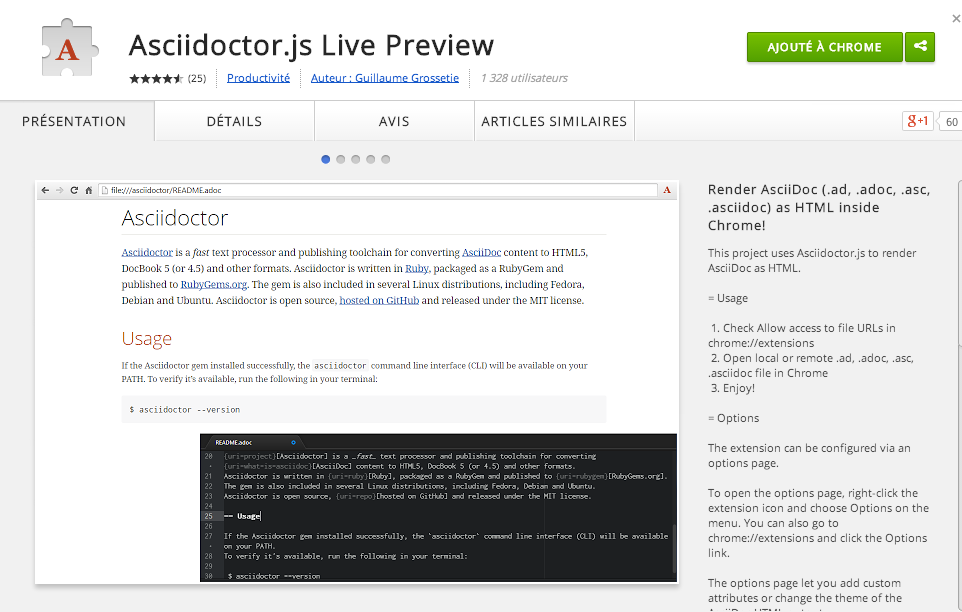 Asciidoctor.js Live Preview
(25)
Productivité
Auteur : Guillaume Grossetie
1 328 utilisateurs
AJOUTÉ À CHROME
PRÉSENTATION
DÉTAILS
AVIS
ARTICLES SIMILAIRES
g+1
60
file:///asciidoctor/README.adoc
A
Asciidoctor
Asciidoctor is a fast text processor and publishing toolchain for converting AsciiDoc content to HTML5,
DocBook 5 (or 4.5) and other formats. Asciidoctor is written in Ruby, packaged as a RubyGem and
published to RubyGems.org. The gem is also included in several Linux distributions, including Fedora,
Debian and Ubuntu. Asciidoctor is open source, hosted on GitHub and released under the MIT license.
Usage
If the Asciidoctor gem installed successfully, the asciidoctor command line interface (CLI) will be available on your
PATH. To verify it's available, run the following in your terminal:
$ asciidoctor --version
README.adoc
20 {uri-project}[Asciidoctor] is a _fast_ text processor and publishing toolchain for converting
{uri-what-is-asciidoc}[AsciiDoc] content to HTML5, DocBook 5 (or 4.5) and other formats.
21 Asciidoctor is written in {uri-ruby}[Ruby], packaged as a RubyGem and published to {uri-rubygem}[RubyGems.org].
22 The gem is also included in several Linux distributions, including Fedora, Debian and Ubuntu.
23 Asciidoctor is open source, {uri-repo}[hosted on GitHub] and released under the MIT license.
24
25 == Usage
26
27 If the Asciidoctor gem installed successfully, the `asciidoctor` command line interface (CLI) will be available
on your PATH.
28 To verify it's available, run the following in your terminal:
29
30 $ asciidoctor --version
Render AsciiDoc (.ad, .adoc, .asc,
.asciidoc) as HTML inside
Chrome!
This project uses Asciidoctor.js to render
AsciiDoc as HTML.
= Usage
1. Check Allow access to file URLs in
chrome://extensions
2. Open local or remote .ad, .adoc, .asc,
.asciidoc file in Chrome
3. Enjoy!
= Options
The extension can be configured via an
options page.
To open the options page, right-click the
extension icon and choose Options on the
menu. You can also go to
chrome://extensions and click the Options
link.
The options page let you add custom
attributes or change the theme of the